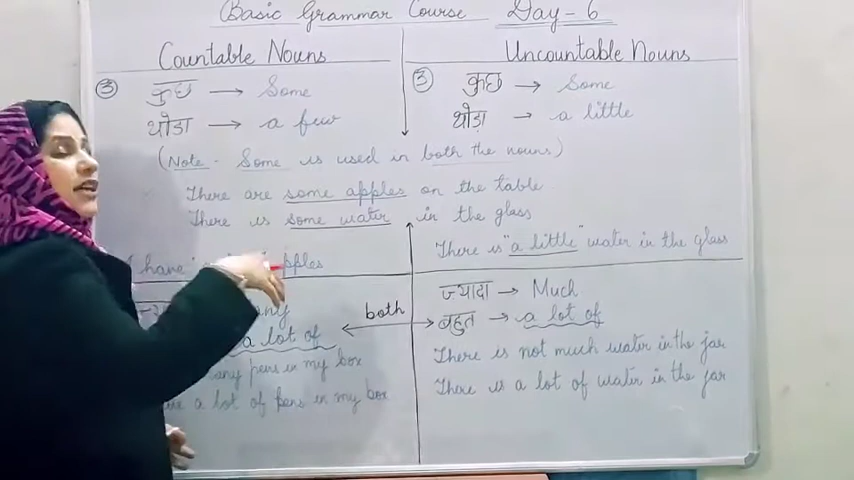 Basic Grammar Course Day - 6
Countable Nouns
③ कुछ → Some
थोडा → a few
Uncountable Nouns
③ कुछ → Some
थोडा → a little
(Note - Some is used in both the nouns)
There are some apples on the table
There is some water in the glass
I have apples
There is "a little" water in the glass
a lot of
pens in my box
a lot of pens in my box
both
ज्यादा → Much
बहुत → a lot of
There is not much water in the jar
There is a lot of water in the jar